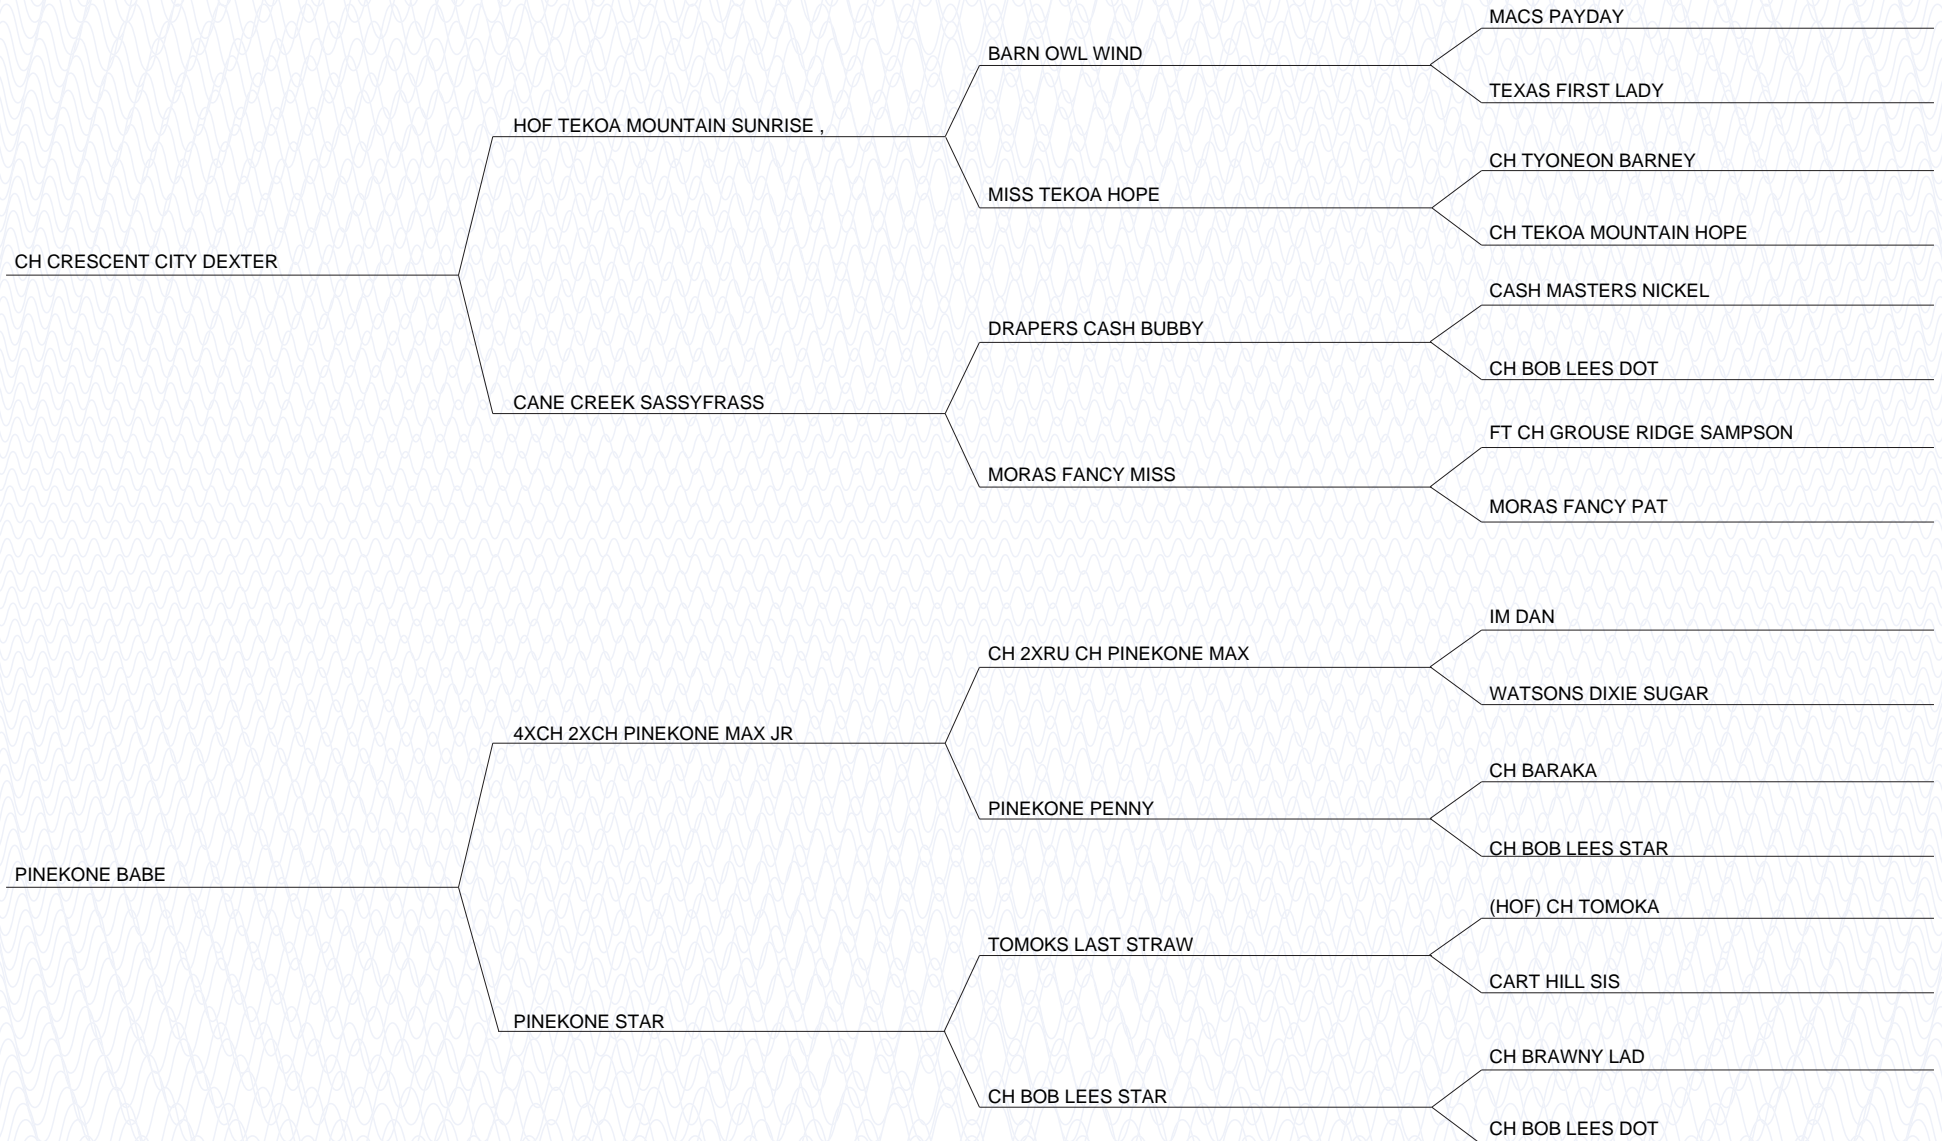 MACS PAYDAY
BARN OWL WIND
TEXAS FIRST LADY
HOF TEKOA MOUNTAIN SUNRISE ,
CH TYONEON BARNEY
MISS TEKOA HOPE
CH TEKOA MOUNTAIN HOPE
CH CRESCENT CITY DEXTER
CASH MASTERS NICKEL
DRAPERS CASH BUBBY
CH BOB LEES DOT
CANE CREEK SASSYFRASS
FT CH GROUSE RIDGE SAMPSON
MORAS FANCY MISS
MORAS FANCY PAT
IM DAN
CH 2XRU CH PINEKONE MAX
WATSONS DIXIE SUGAR
4XCH 2XCH PINEKONE MAX JR
CH BARAKA
PINEKONE PENNY
CH BOB LEES STAR
PINEKONE BABE
(HOF) CH TOMOKA
TOMOKS LAST STRAW
CART HILL SIS
PINEKONE STAR
CH BRAWNY LAD
CH BOB LEES STAR
CH BOB LEES DOT